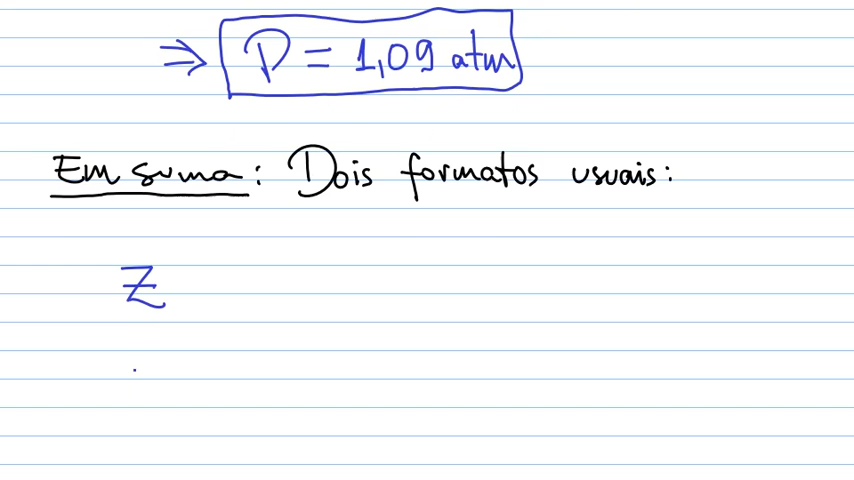 ⇒ P = 1,09 atm
Em suma: Dois formatos usuais:
Z